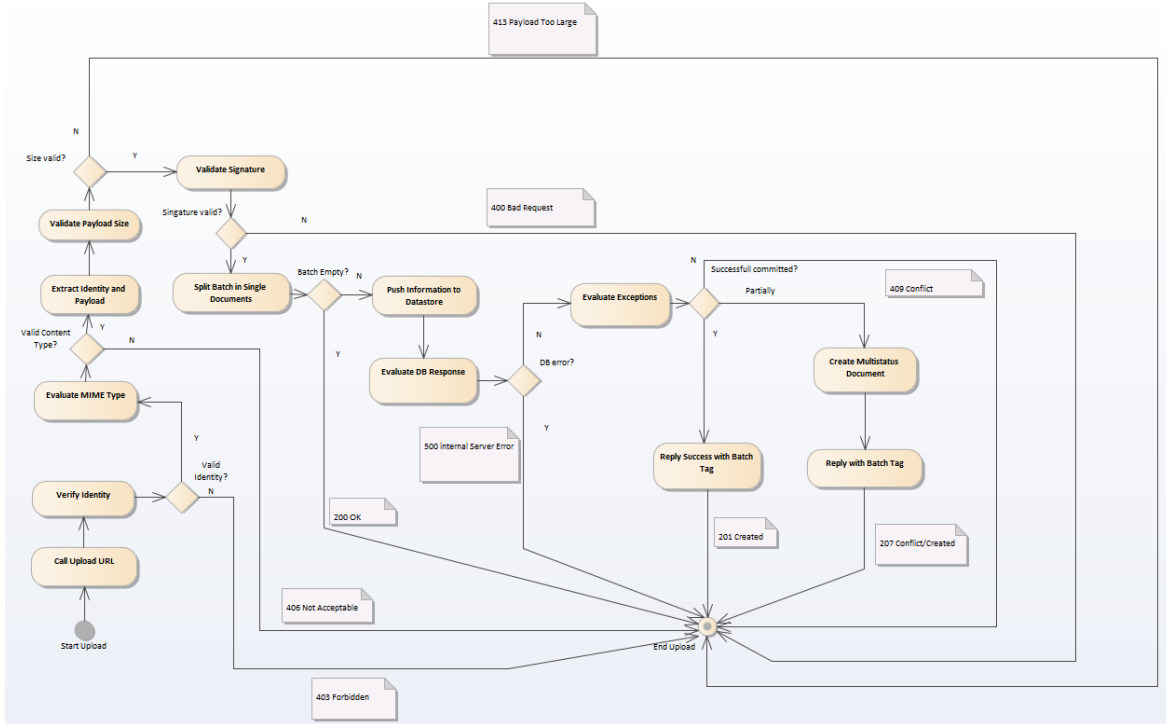 413 Payload Too Large
N
Size valid?
Y
Validate Signature
400 Bad Request
Singature valid?
N
Validate Payload Size
Y
Batch Empty?
N
Successfull committed?
Extract Identity and
Payload
Split Batch in Single
Documents
N
Push Information to
Datastore
Evaluate Exceptions
Partially
409 Conflict
Valid Content
Type?
Y
N
Y
N
Y
DB error?
Create Multistatus
Document
Evaluate MIME Type
Evaluate DB Response
Y
Y
500 internal Server Error
Reply Success with Batch
Tag
Reply with Batch Tag
Valid
Identity?
N
Verify Identity
200 OK
201 Created
207 Conflict/Created
Call Upload URL
406 Not Acceptable
Start Upload
End Upload
403 Forbidden